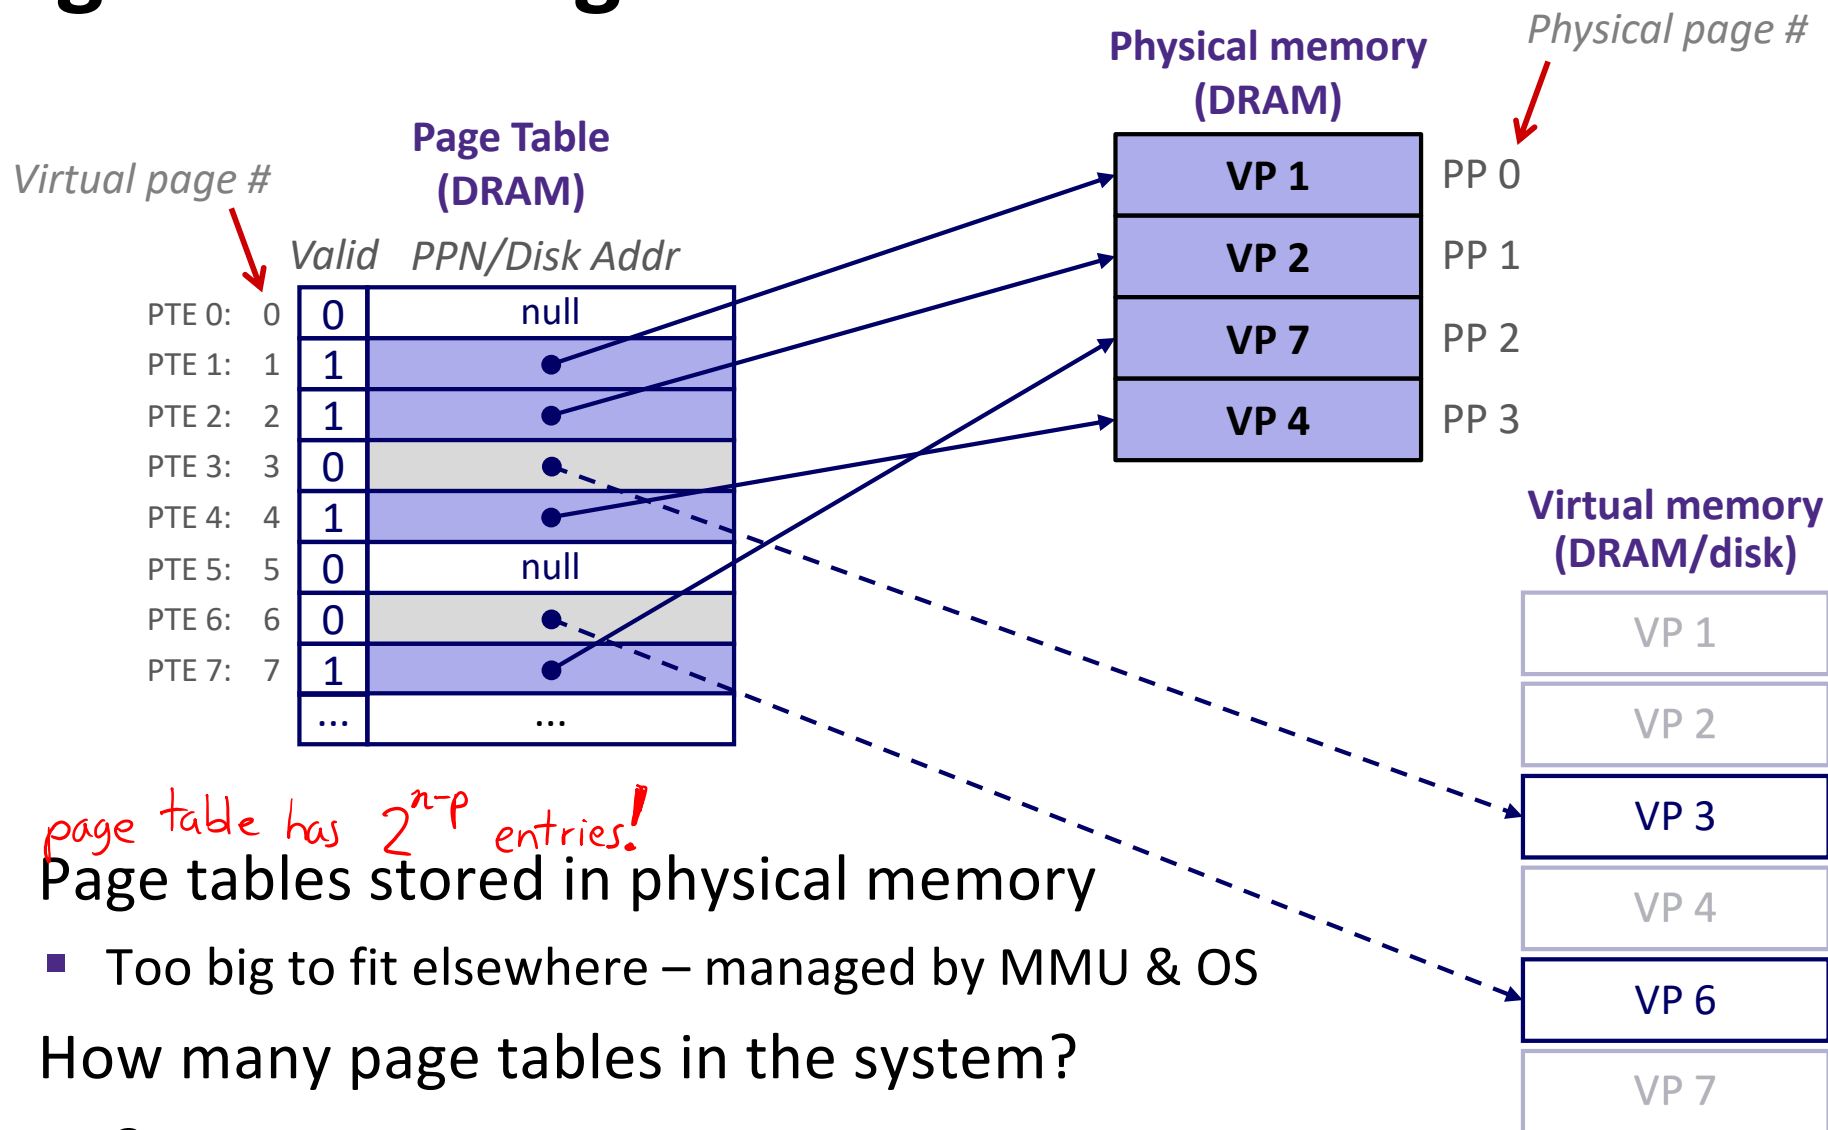 Physical page #
Physical memory
(DRAM)
Page Table
(DRAM)
Virtual page #
Valid PPN/Disk Addr
PTE 0: 0 0 null
PTE 1: 1 1
PTE 2: 2 1
PTE 3: 3 0
PTE 4: 4 1
PTE 5: 5 0 null
PTE 6: 6 0
PTE 7: 7 1
... ...
VP 1 PP 0
VP 2 PP 1
VP 7 PP 2
VP 4 PP 3
Virtual memory
(DRAM/disk)
VP 1
VP 2
VP 3
VP 4
VP 6
VP 7
page table has 2^{n-p} entries!
Page tables stored in physical memory
▪ Too big to fit elsewhere – managed by MMU & OS
How many page tables in the system?